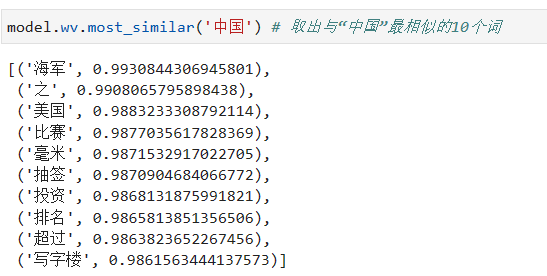 model.wv.most_similar('中国') # 取出与“中国”最相似的10个词
[('海军', 0.9930844306945801),
('之', 0.9908065795898438),
('美国', 0.9883233308792114),
('比赛', 0.9877035617828369),
('毫米', 0.9871532917022705),
('抽签', 0.9870904684066772),
('投资', 0.9868131875991821),
('排名', 0.9865813851356506),
('超过', 0.9863823652267456),
('写字楼', 0.9861563444137573)]